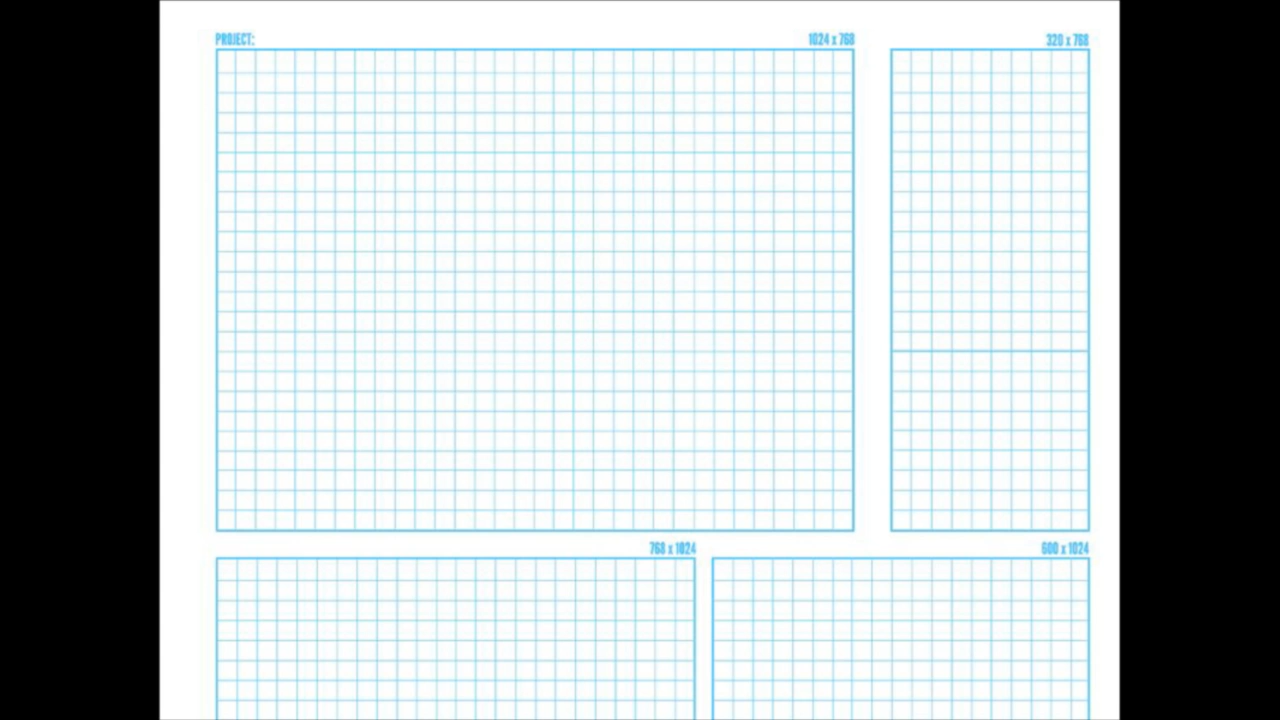 PROJECT:
1024 x 768
320 x 768
768 x 1024
600 x 1024